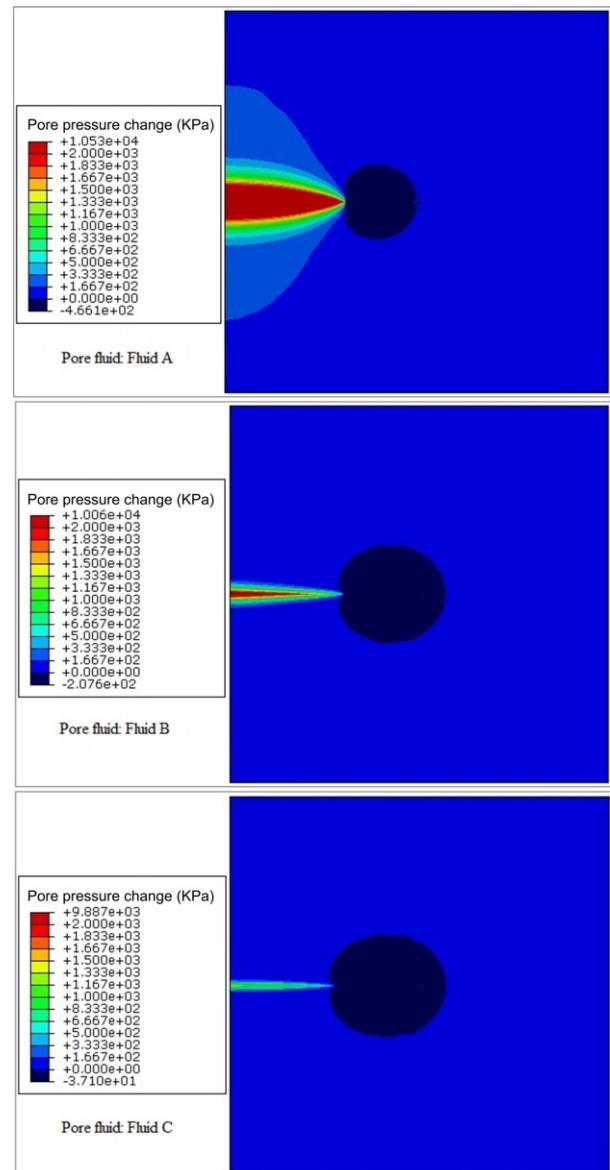 Pore pressure change (KPa)
+1.053e+04
+2.000e+03
+1.833e+03
+1.667e+03
+1.500e+03
+1.333e+03
+1.167e+03
+1.000e+03
+8.333e+02
+6.667e+02
+5.000e+02
+3.333e+02
+1.667e+02
+0.000e+00
-4.661e+02
Pore fluid: Fluid A
Pore pressure change (KPa)
+1.006e+04
+2.000e+03
+1.833e+03
+1.667e+03
+1.500e+03
+1.333e+03
+1.167e+03
+1.000e+03
+8.333e+02
+6.667e+02
+5.000e+02
+3.333e+02
+1.667e+02
+0.000e+00
-2.076e+02
Pore fluid: Fluid B
Pore pressure change (KPa)
+9.887e+03
+2.000e+03
+1.833e+03
+1.667e+03
+1.500e+03
+1.333e+03
+1.167e+03
+1.000e+03
+8.333e+02
+6.667e+02
+5.000e+02
+3.333e+02
+1.667e+02
+0.000e+00
-3.710e+01
Pore fluid: Fluid C